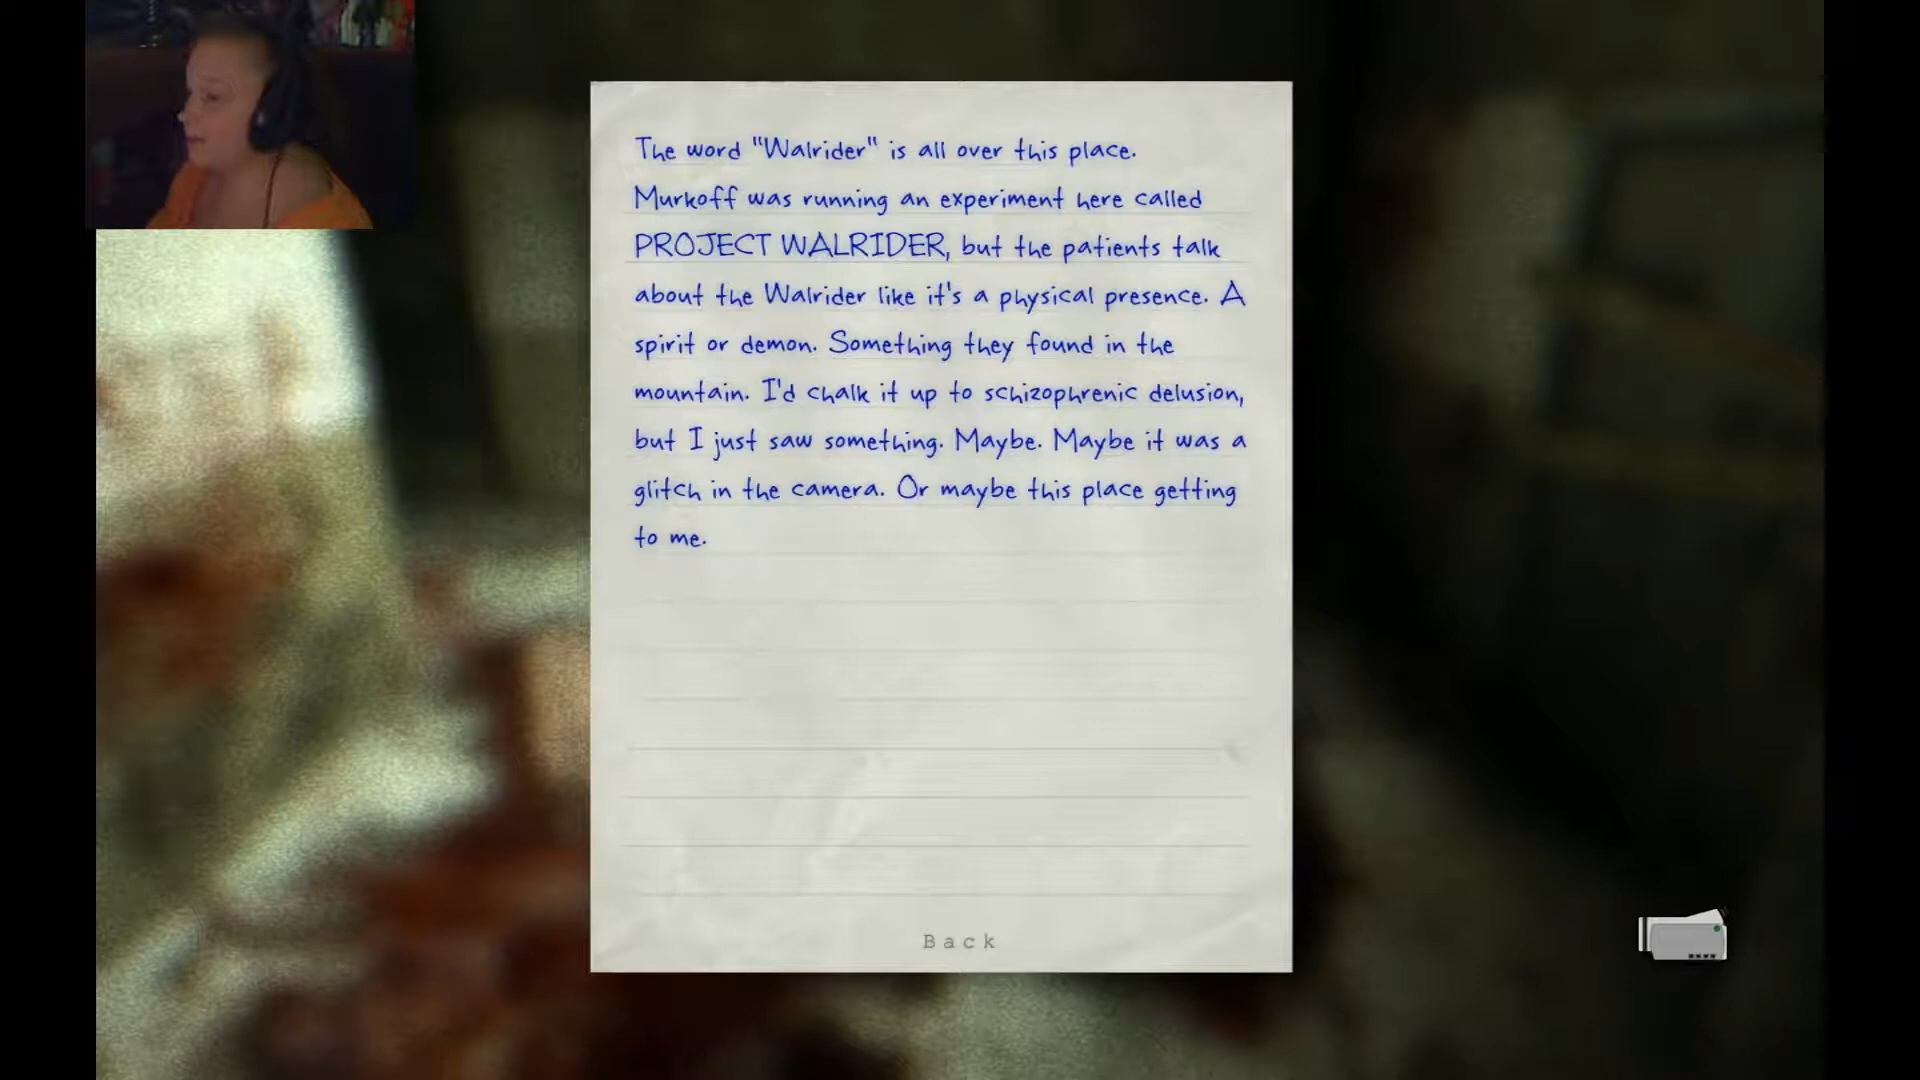 The word "Walrider" is all over this place.
Murkoff was running an experiment here called
PROJECT WALRIDER, but the patients talk
about the Walrider like it's a physical presence. A
spirit or demon. Something they found in the
mountain. I'd chalk it up to schizophrenic delusion,
but I just saw something. Maybe. Maybe it was a
glitch in the camera. Or maybe this place getting
to me.
Back